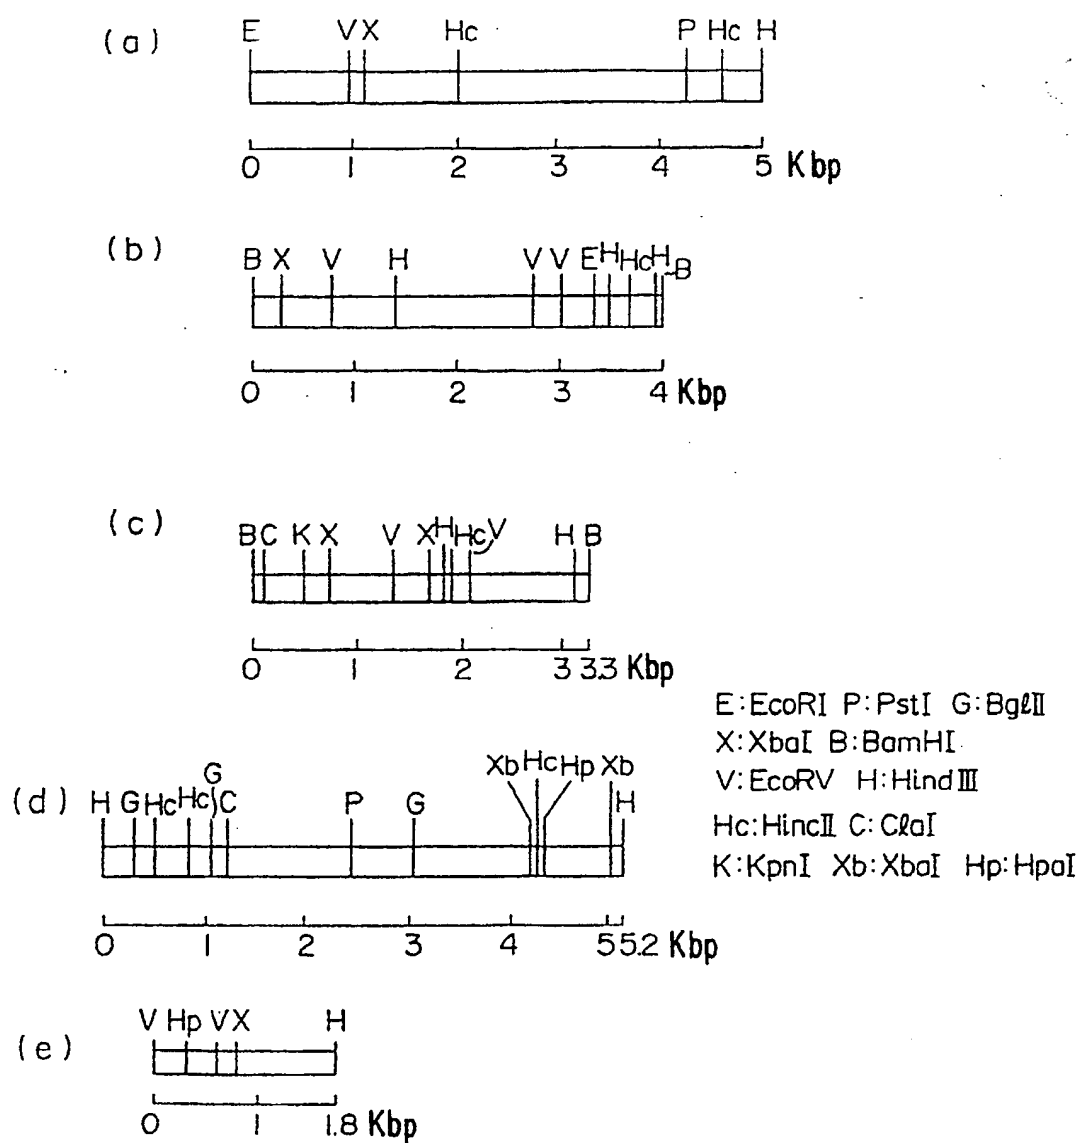 (a)
E V X Hc P Hc H
0 1 2 3 4 5 Kbp
(b)
B X V H V V E H Hc H B
0 1 2 3 4 Kbp
(c)
B C K X V X H Hc V H B
0 1 2 3 3.3 Kbp
(d)
H G Hc Hc G C P G Xb Hc Hp Xb H
0 1 2 3 4 5 5.2 Kbp
(e)
V Hp V X H
0 1 1.8 Kbp
E:EcoRI P:PstI G:BglII
X:XbaI B:BamHI
V:EcoRV H:HindIII
Hc:HincII C:ClaI
K:KpnI Xb:XbaI Hp:HpaI